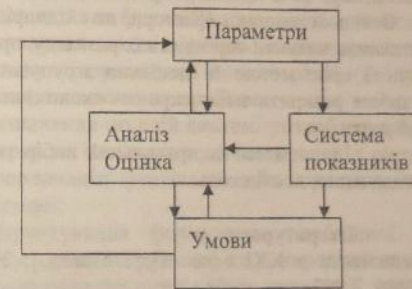 Параметри
Аналіз
Оцінка
Система
показників
Умови